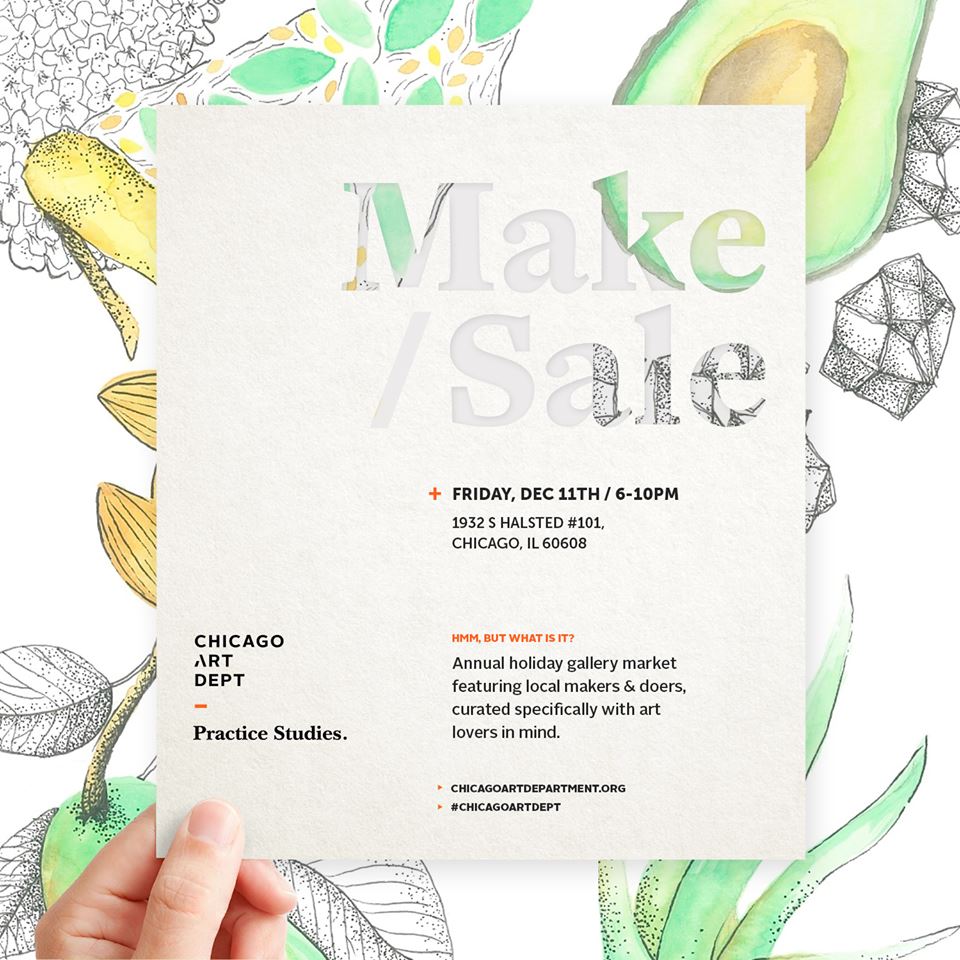 Make
/Sale
+ FRIDAY, DEC 11TH / 6-10PM
1932 S HALSTED #101,
CHICAGO, IL 60608
CHICAGO
ART
DEPT
Practice Studies.
HMM, BUT WHAT IS IT?
Annual holiday gallery market
featuring local makers & doers,
curated specifically with art
lovers in mind.
CHICAGOARTDEPARTMENT.ORG
#CHICAGOARTDEPT